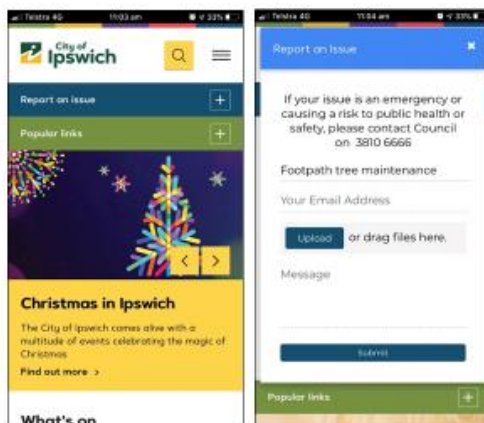 Telstra 4G 11:03 am 33%
City of
Ipswich
Report an issue
Popular links
Christmas in Ipswich
The City of Ipswich comes alive with a
multitude of events celebrating the magic of
Christmas
Find out more >
What's on
Telstra 4G 11:04 am 33%
Report an Issue
If your issue is an emergency or
causing a risk to public health or
safety, please contact Council
on 3810 6666
Footpath tree maintenance
Your Email Address
Upload or drag files here.
Message
Submit
Popular links